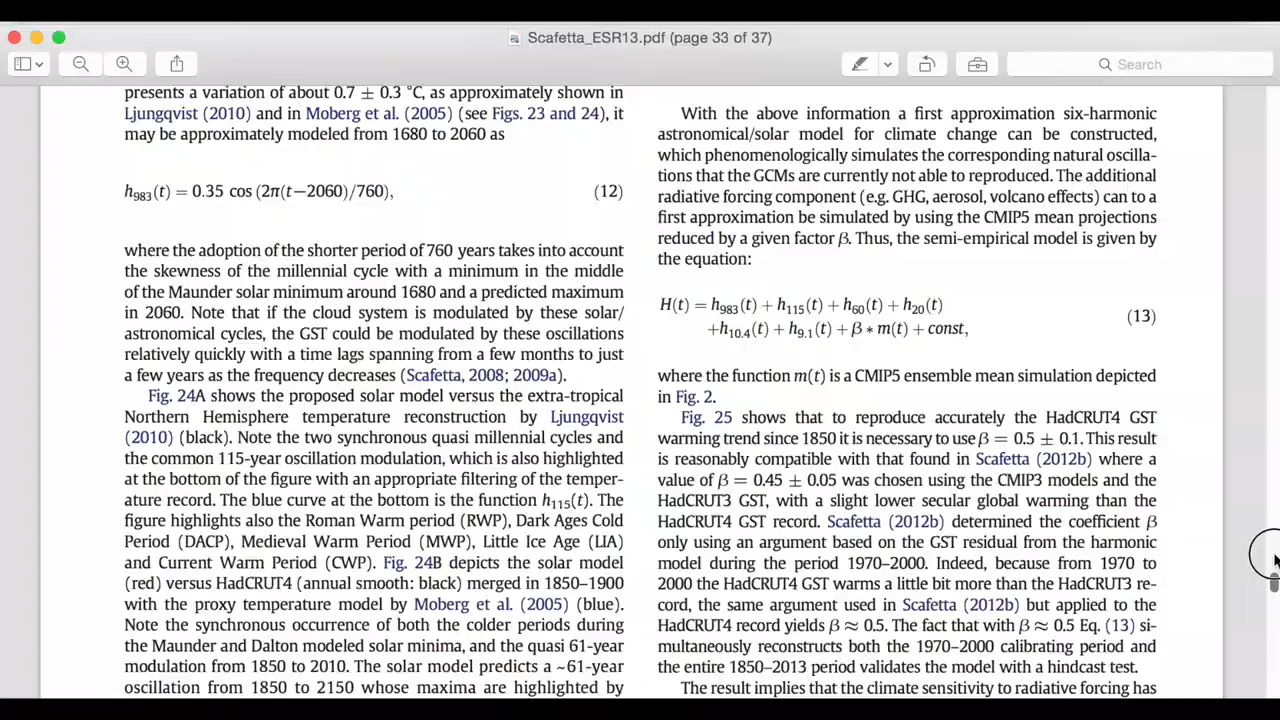 Scafetta_ESR13.pdf (page 33 of 37)
Search
presents a variation of about 0.7 ± 0.3 °C, as approximately shown in
Ljungqvist (2010) and in Moberg et al. (2005) (see Figs. 23 and 24), it
may be approximately modeled from 1680 to 2060 as
h983(t) = 0.35 cos (2π(t−2060)/760), (12)
where the adoption of the shorter period of 760 years takes into account
the skewness of the millennial cycle with a minimum in the middle
of the Maunder solar minimum around 1680 and a predicted maximum
in 2060. Note that if the cloud system is modulated by these solar/
astronomical cycles, the GST could be modulated by these oscillations
relatively quickly with a time lags spanning from a few months to just
a few years as the frequency decreases (Scafetta, 2008; 2009a).
Fig. 24A shows the proposed solar model versus the extra-tropical
Northern Hemisphere temperature reconstruction by Ljungqvist
(2010) (black). Note the two synchronous quasi millennial cycles and
the common 115-year oscillation modulation, which is also highlighted
at the bottom of the figure with an appropriate filtering of the temper-
ature record. The blue curve at the bottom is the function h115(t). The
figure highlights also the Roman Warm period (RWP), Dark Ages Cold
Period (DACP), Medieval Warm Period (MWP), Little Ice Age (LIA)
and Current Warm Period (CWP). Fig. 24B depicts the solar model
(red) versus HadCRUT4 (annual smooth: black) merged in 1850–1900
with the proxy temperature model by Moberg et al. (2005) (blue).
Note the synchronous occurrence of both the colder periods during
the Maunder and Dalton modeled solar minima, and the quasi 61-year
modulation from 1850 to 2010. The solar model predicts a ~61-year
oscillation from 1850 to 2150 whose maxima are highlighted by
With the above information a first approximation six-harmonic
astronomical/solar model for climate change can be constructed,
which phenomenologically simulates the corresponding natural oscilla-
tions that the GCMs are currently not able to reproduced. The additional
radiative forcing component (e.g. GHG, aerosol, volcano effects) can to a
first approximation be simulated by using the CMIP5 mean projections
reduced by a given factor β. Thus, the semi-empirical model is given by
the equation:
H(t) = h983(t) + h115(t) + h60(t) + h20(t)
+h10.4(t) + h9.1(t) + β * m(t) + const, (13)
where the function m(t) is a CMIP5 ensemble mean simulation depicted
in Fig. 2.
Fig. 25 shows that to reproduce accurately the HadCRUT4 GST
warming trend since 1850 it is necessary to use β = 0.5 ± 0.1. This result
is reasonably compatible with that found in Scafetta (2012b) where a
value of β = 0.45 ± 0.05 was chosen using the CMIP3 models and the
HadCRUT3 GST, with a slight lower secular global warming than the
HadCRUT4 GST record. Scafetta (2012b) determined the coefficient β
only using an argument based on the GST residual from the harmonic
model during the period 1970–2000. Indeed, because from 1970 to
2000 the HadCRUT4 GST warms a little bit more than the HadCRUT3 re-
cord, the same argument used in Scafetta (2012b) but applied to the
HadCRUT4 record yields β ≈ 0.5. The fact that with β ≈ 0.5 Eq. (13) si-
multaneously reconstructs both the 1970–2000 calibrating period and
the entire 1850–2013 period validates the model with a hindcast test.
The result implies that the climate sensitivity to radiative forcing has